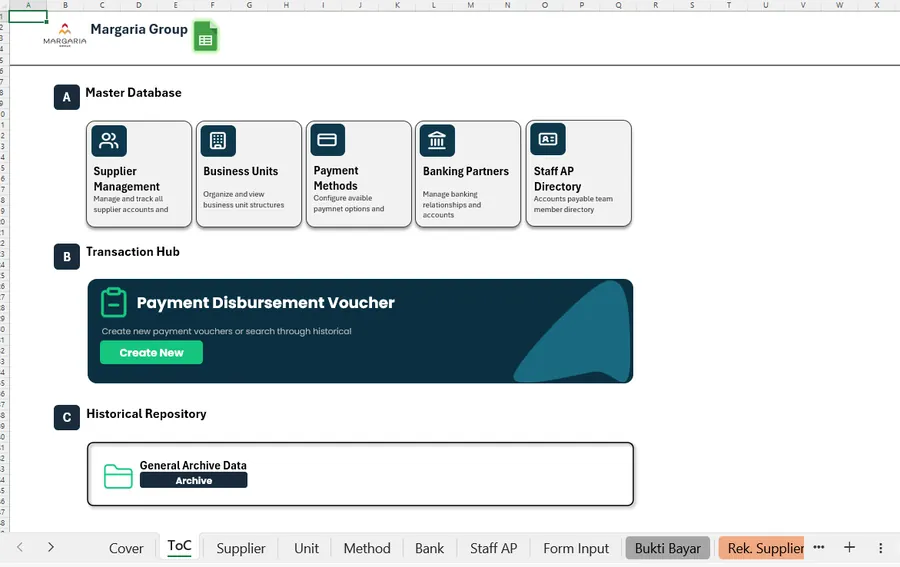 A B C D E F G H I J K L M N O P Q R S T U V W X
MARGARIA
GROUP
Margaria Group
A
Master Database
Supplier
Management
Manage and track all
supplier accounts and
Business Units
Organize and view
business unit structures
Payment
Methods
Configure avaible
paymnet options and
Banking Partners
Manage banking
relationships and
accounts
Staff AP
Directory
Accounts payable team
member directory
B
Transaction Hub
Payment Disbursement Voucher
Create new payment vouchers or search through historical
Create New
C
Historical Repository
General Archive Data
Archive
Cover ToC Supplier Unit Method Bank Staff AP Form Input Bukti Bayar Rek. Supplier